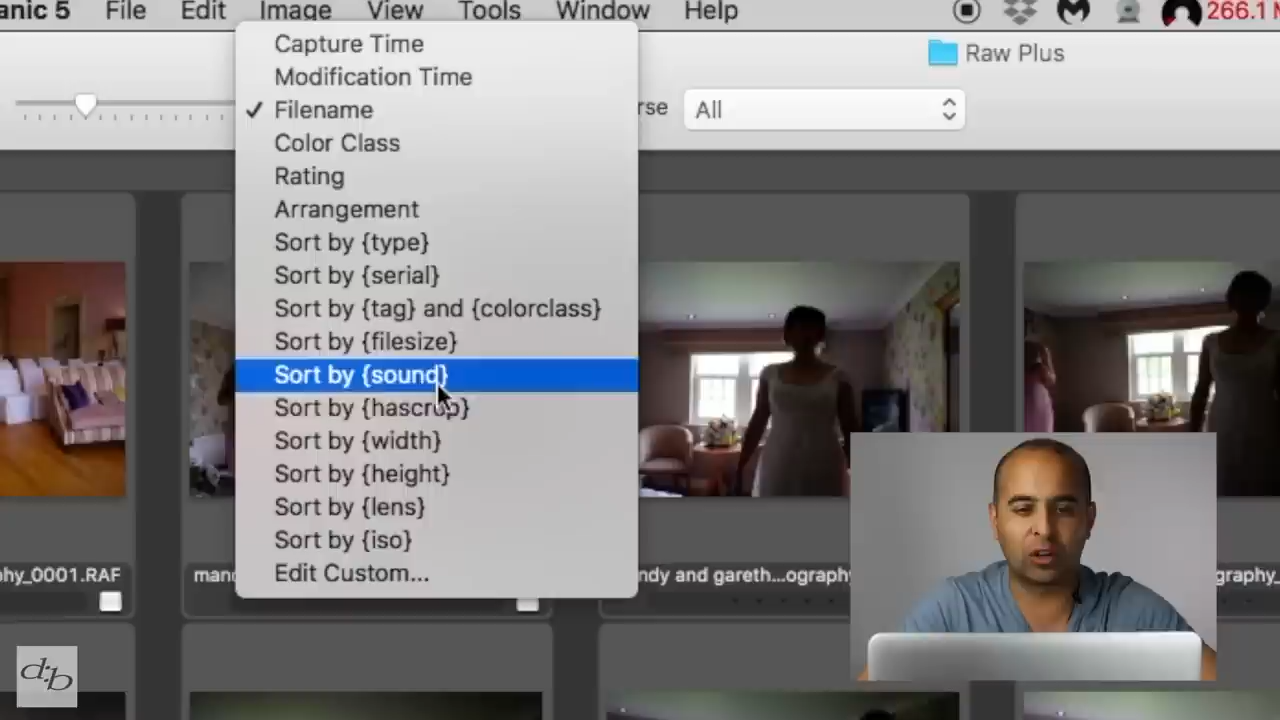 anic 5 File Edit Image View Tools Window Help 266.1 M
Raw Plus
rse All
Capture Time
Modification Time
✓ Filename
Color Class
Rating
Arrangement
Sort by {type}
Sort by {serial}
Sort by {tag} and {colorclass}
Sort by {filesize}
Sort by {sound}
Sort by {hascrop}
Sort by {width}
Sort by {height}
Sort by {lens}
Sort by {iso}
Edit Custom...
hy_0001.RAF mand ndy and gareth...ography graphy_
d:b